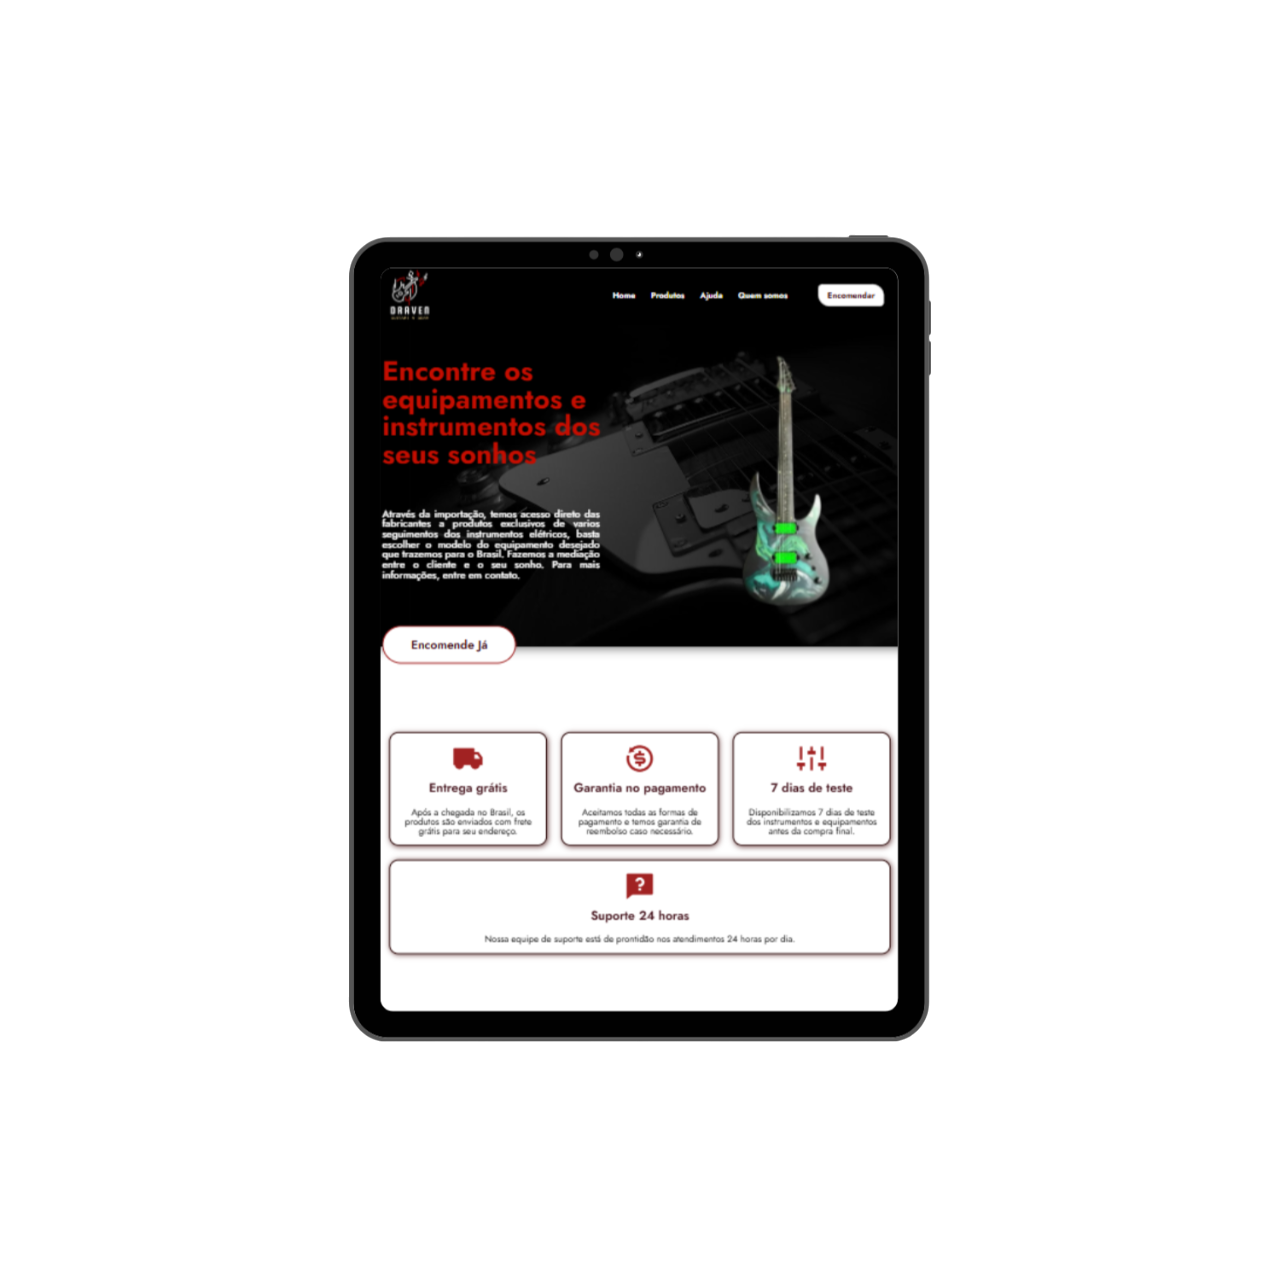 DRAVEN
Home Produtos Ajuda Quem somos Encomendar
Encontre os
equipamentos e
instrumentos dos
seus sonhos
Através da importação, temos acesso direto das
fabricantes a produtos exclusivos de varios
seguimentos dos instrumentos elétricos, basta
escolher o modelo do equipamento desejado
que trazemos para o Brasil. Fazemos a mediação
entre o cliente e o seu sonho. Para mais
informações, entre em contato.
Encomende Já
Entrega grátis
Após a chegada no Brasil, os
produtos são enviados com frete
grátis para seu endereço.
Garantia no pagamento
Aceitamos todas as formas de
pagamento e temos garantia de
reembolso caso necessário.
7 dias de teste
Disponibilizamos 7 dias de teste
dos instrumentos e equipamentos
antes da compra final.
Suporte 24 horas
Nossa equipe de suporte está de prontidão nos atendimentos 24 horas por dia.